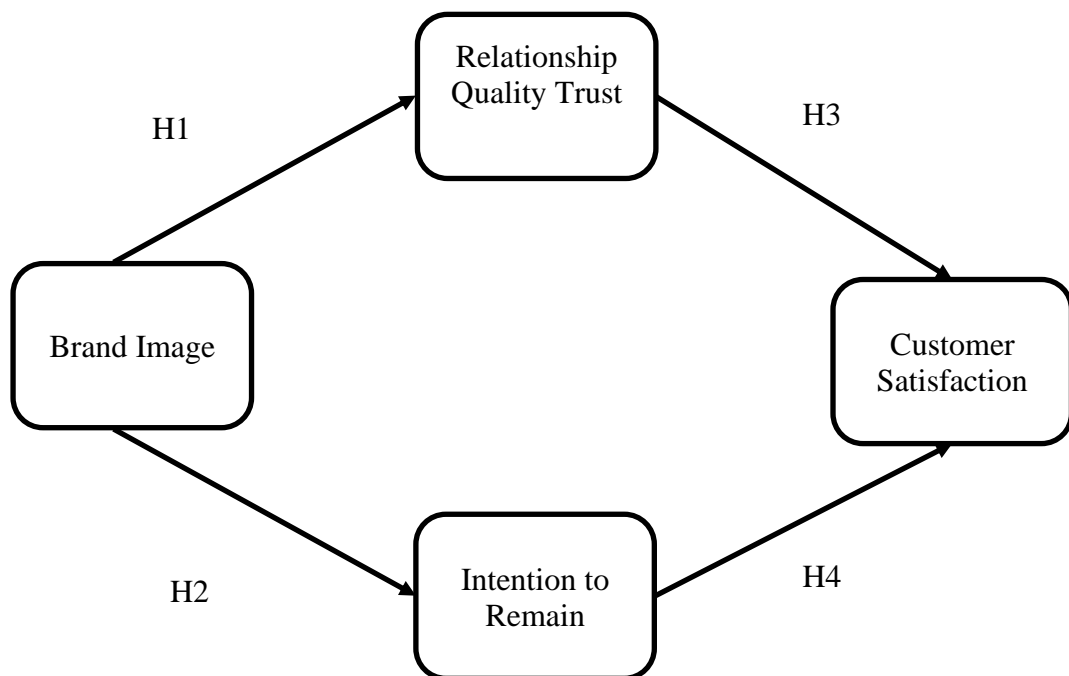 Relationship
Quality Trust
H1
H3
Brand Image
Customer
Satisfaction
H2
Intention to
Remain
H4